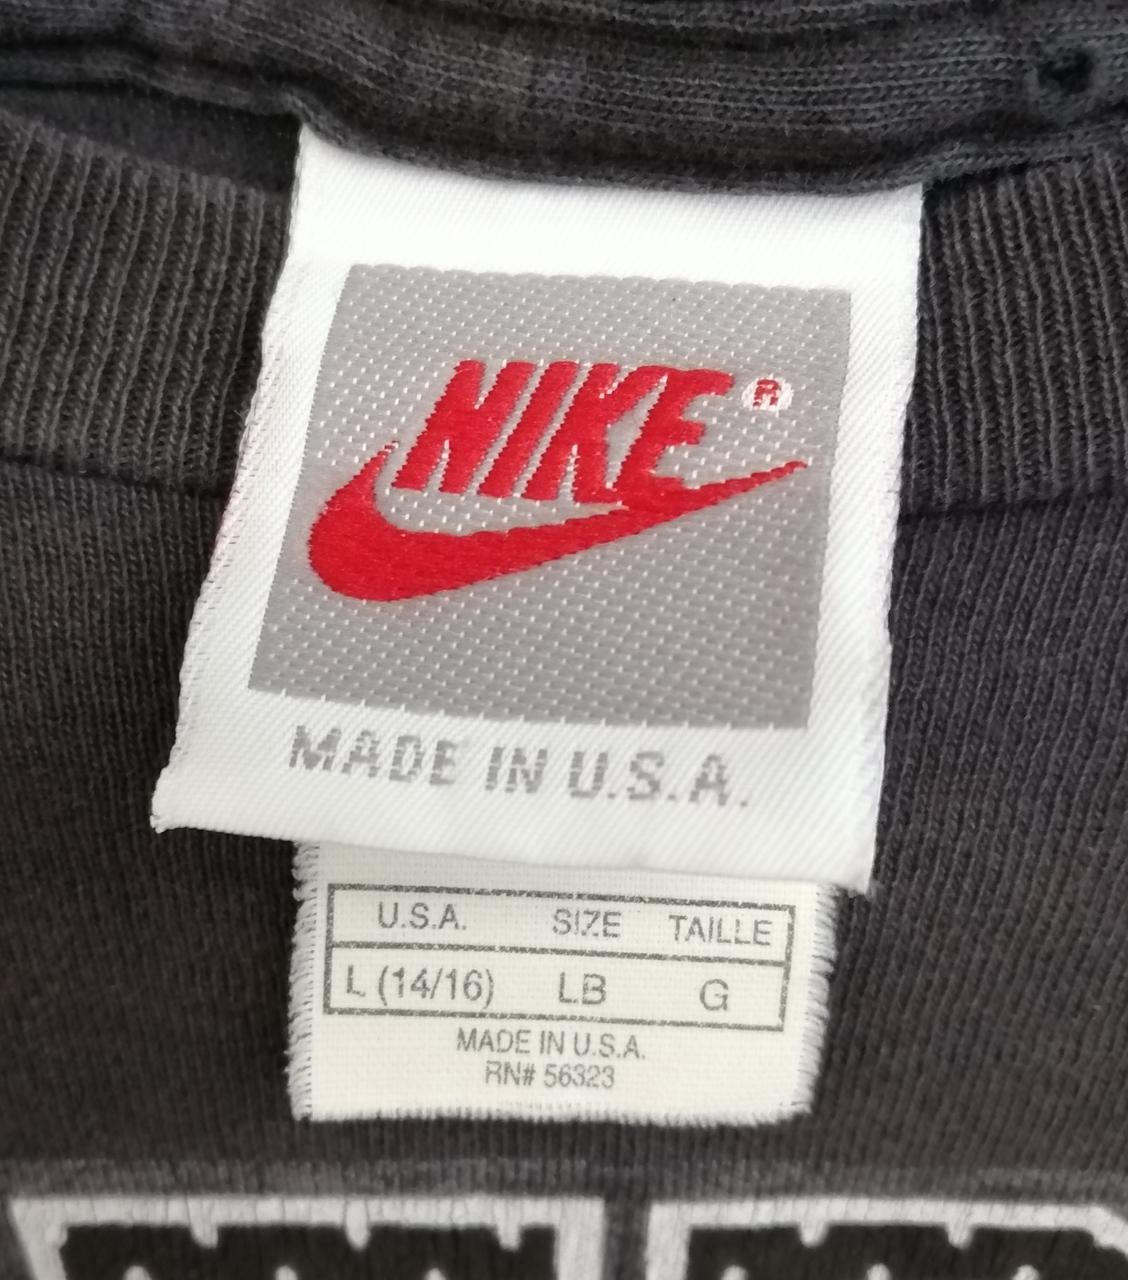 NIKE®
MADE IN U.S.A.
U.S.A. SIZE TAILLE
L (14/16) LB G
MADE IN U.S.A.
RN# 56323